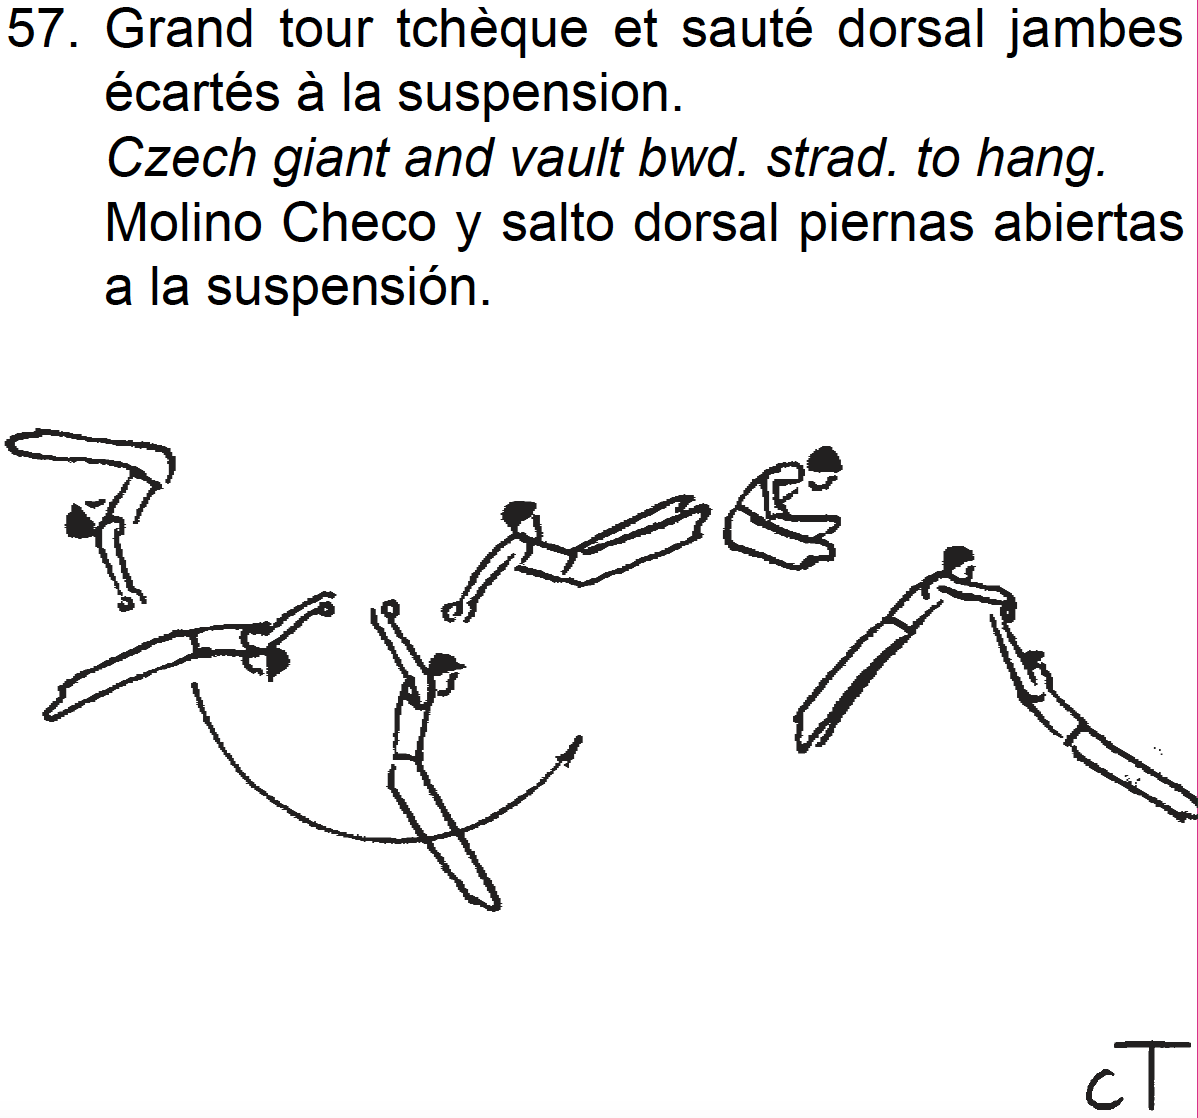 57. Grand tour tchèque et sauté dorsal jambes
écartés à la suspension.
Czech giant and vault bwd. strad. to hang.
Molino Checo y salto dorsal piernas abiertas
a la suspensión.
cT